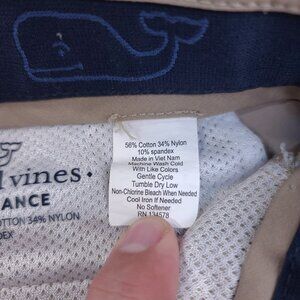 56% Cotton 34% Nylon
10% spandex
Made in Viet Nam
Machine Wash Cold
With Like Colors
Gentle Cycle
Tumble Dry Low
Non-Chlorine Bleach When Needed
Cool Iron If Needed
No Softener
RN 134578
vines
ANCE
COTTON 34% NYLON
DEX